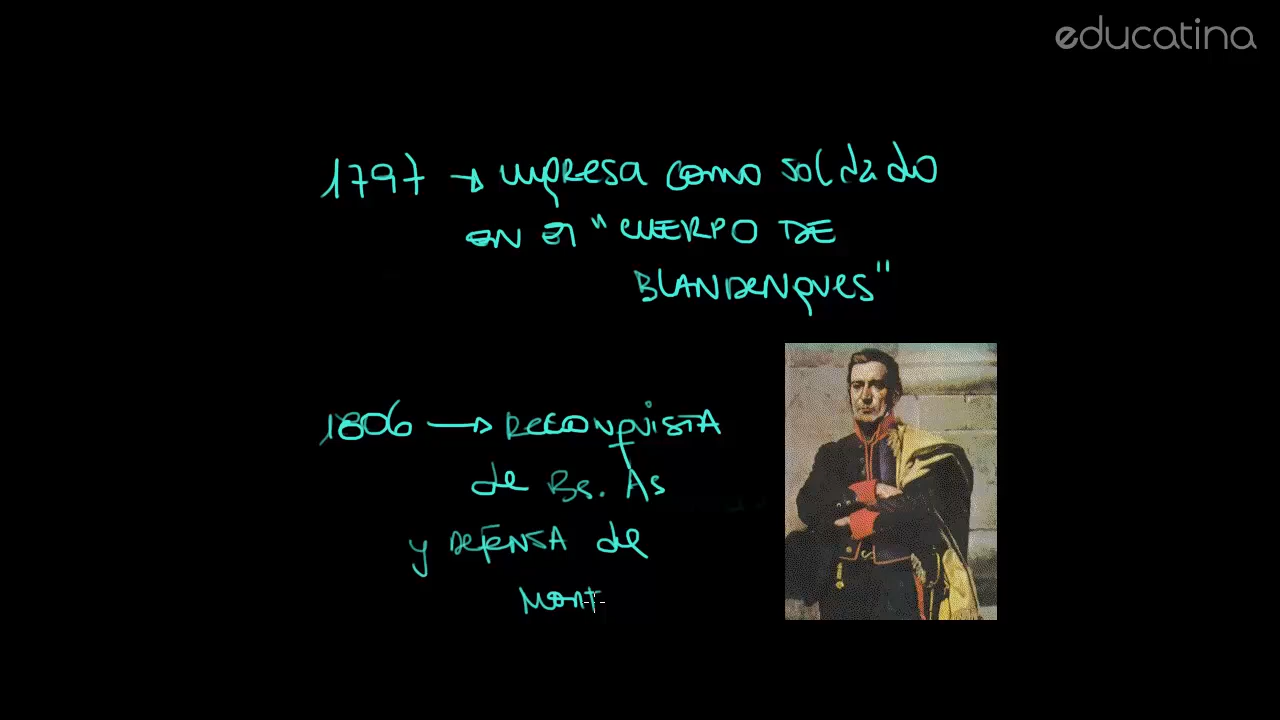 educatina
1797 → ingresa como soldado
en el "CUERPO DE
BLANDENGUES"
1806 → RECONQUISTA
de Bs. As
y DEFENSA de
MONT